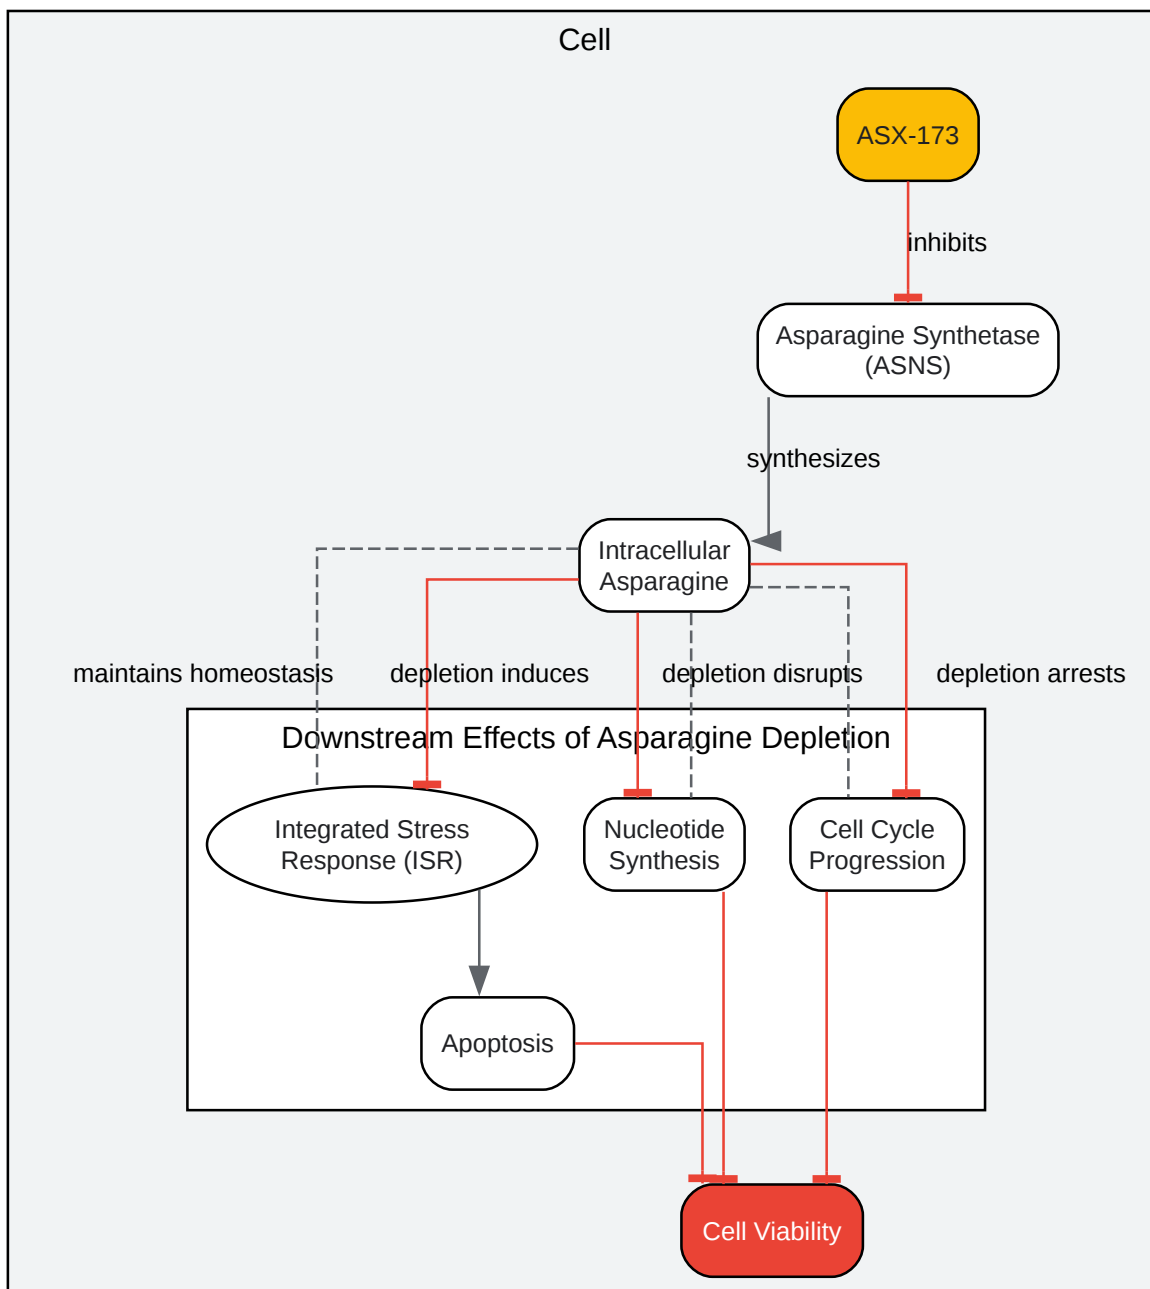 Cell
ASX-173
inhibits
Asparagine Synthetase
(ASNS)
synthesizes
Intracellular
Asparagine
maintains homeostasis
depletion induces
depletion disrupts
depletion arrests
Downstream Effects of Asparagine Depletion
Integrated Stress
Response (ISR)
Nucleotide
Synthesis
Cell Cycle
Progression
Apoptosis
Cell Viability